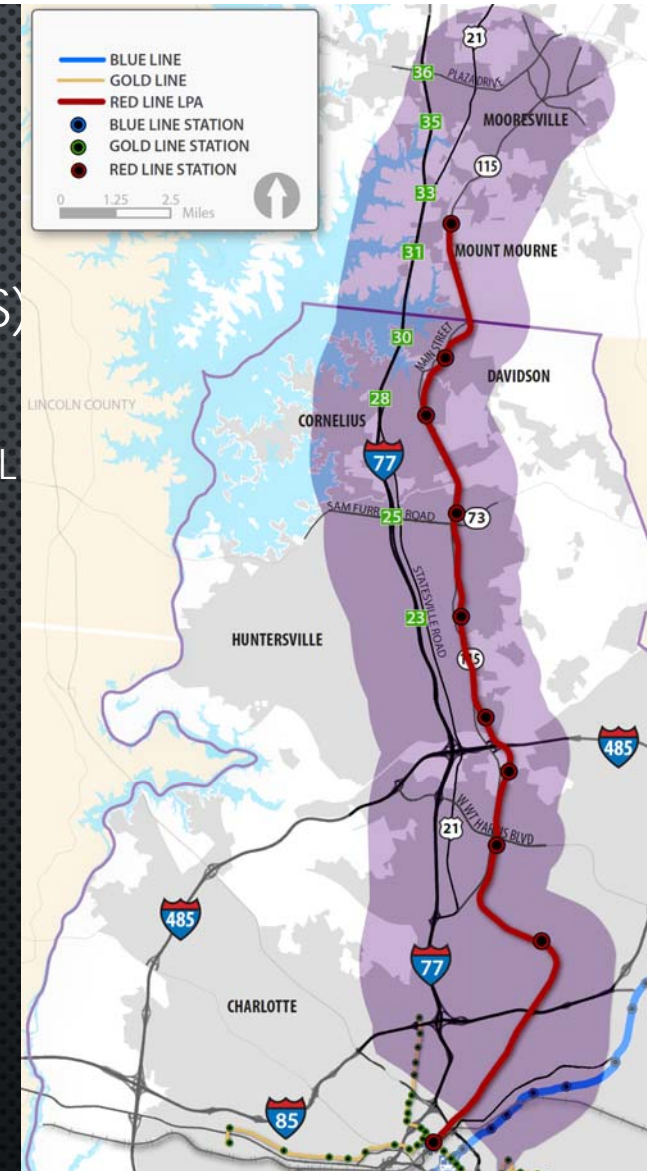 S)
L
BLUE LINE
GOLD LINE
RED LINE LPA
BLUE LINE STATION
GOLD LINE STATION
RED LINE STATION
0 1.25 2.5
Miles
21
36
PLAZA DRIVE
35
MOORESVILLE
115
33
31
MOUNT MOURNE
30
MAIN STREET
DAVIDSON
28
LINCOLN COUNTY
CORNELIUS
77
SAM FURR ROAD
25
73
STATESVILLE ROAD
23
HUNTERSVILLE
115
485
21
W WT HARRIS BLVD
485
77
CHARLOTTE
85